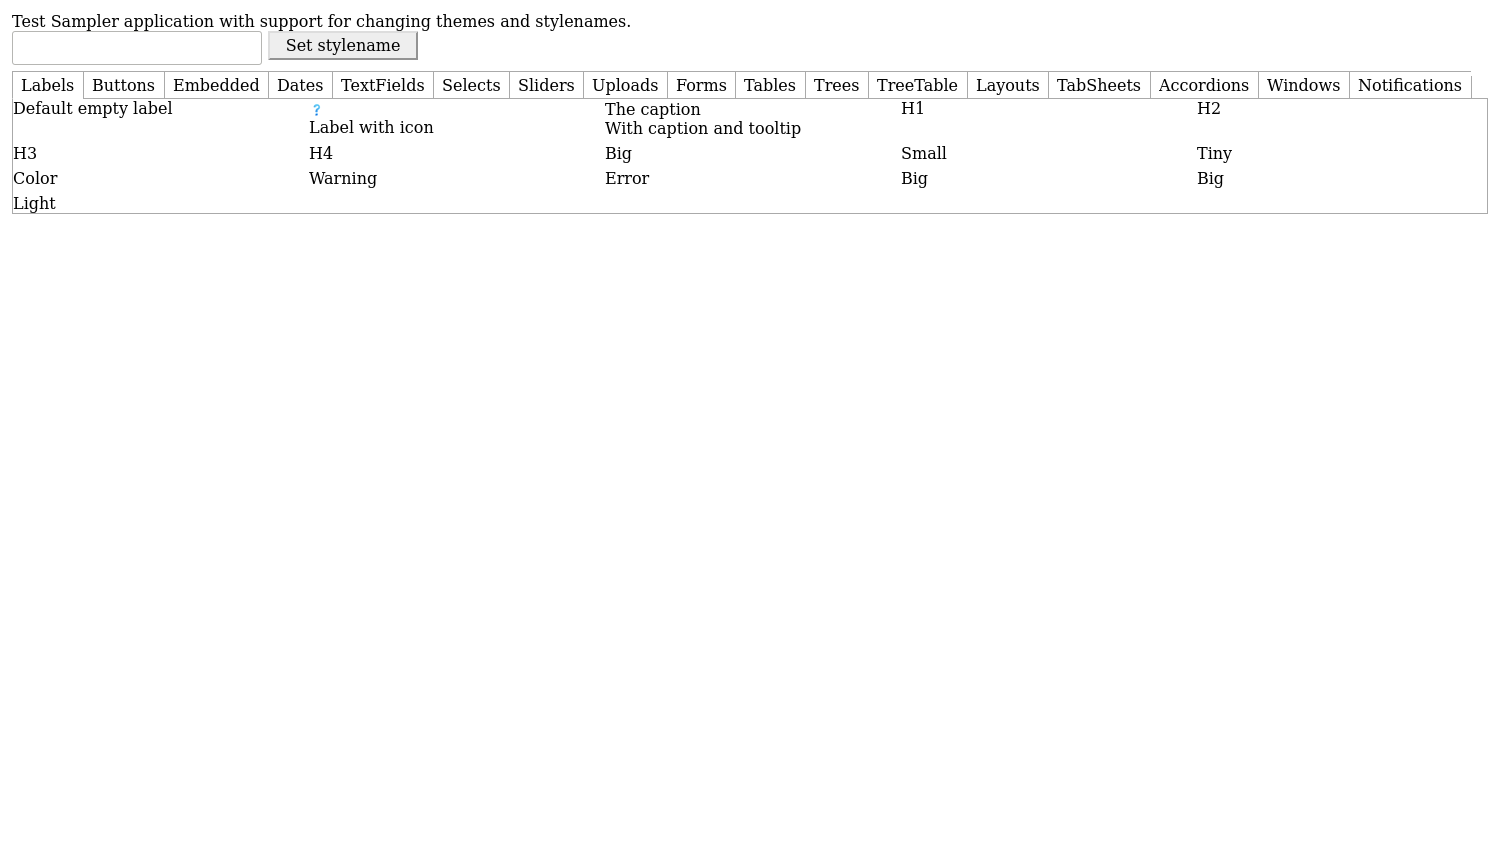 Test Sampler application with support for changing themes and stylenames.
Set stylename
Labels Buttons Embedded Dates TextFields Selects Sliders Uploads Forms Tables Trees TreeTable Layouts TabSheets Accordions Windows Notifications
Default empty label ? The caption H1 H2
Label with icon With caption and tooltip
H3 H4 Big Small Tiny
Color Warning Error Big Big
Light